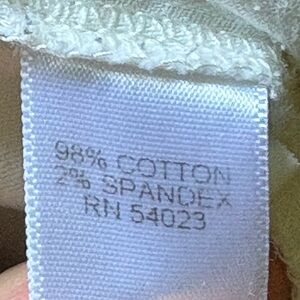 98% COTTON
2% SPANDEX
RN 54023